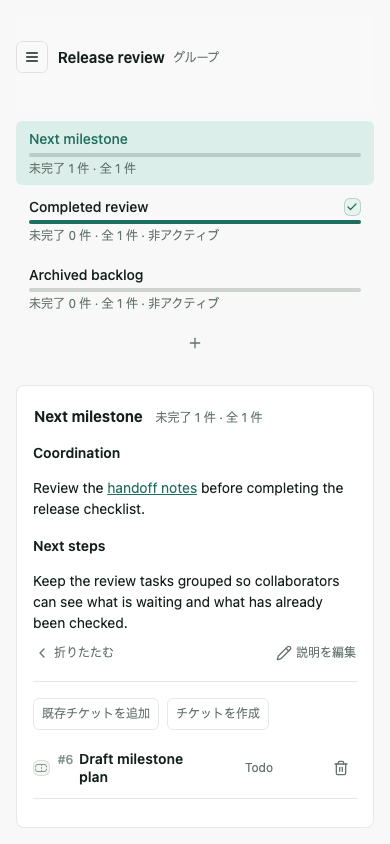 Release review グループ
Next milestone
未完了 1 件 · 全 1 件
Completed review
未完了 0 件 · 全 1 件 · 非アクティブ
Archived backlog
未完了 0 件 · 全 1 件 · 非アクティブ
Next milestone 未完了 1 件 · 全 1 件
Coordination
Review the handoff notes before completing the
release checklist.
Next steps
Keep the review tasks grouped so collaborators
can see what is waiting and what has already
been checked.
折りたたむ 説明を編集
既存チケットを追加 チケットを作成
#6 Draft milestone Todo
plan